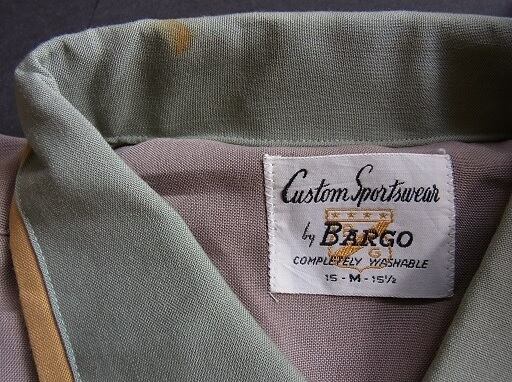 Custom Sportswear
by BARGO
G
COMPLETELY WASHABLE
15 - M - 15½